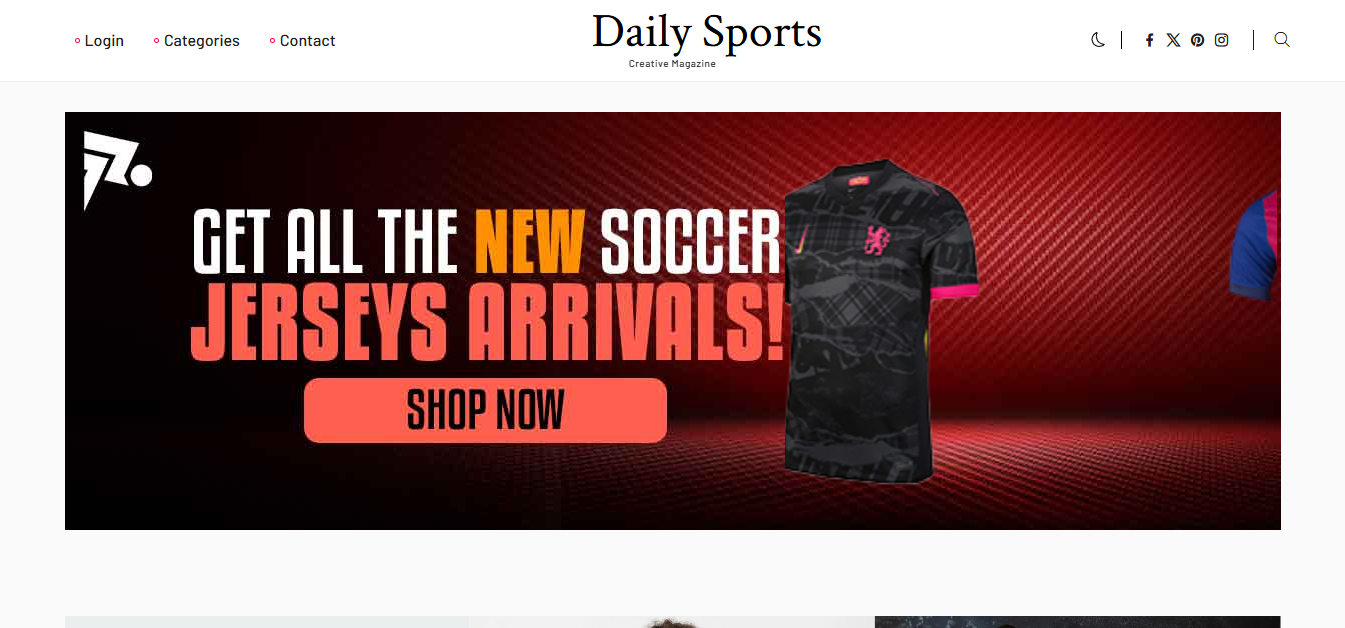 Login
Categories
Contact
Daily Sports
Creative Magazine
GET ALL THE NEW SOCCER
JERSEYS ARRIVALS!
SHOP NOW